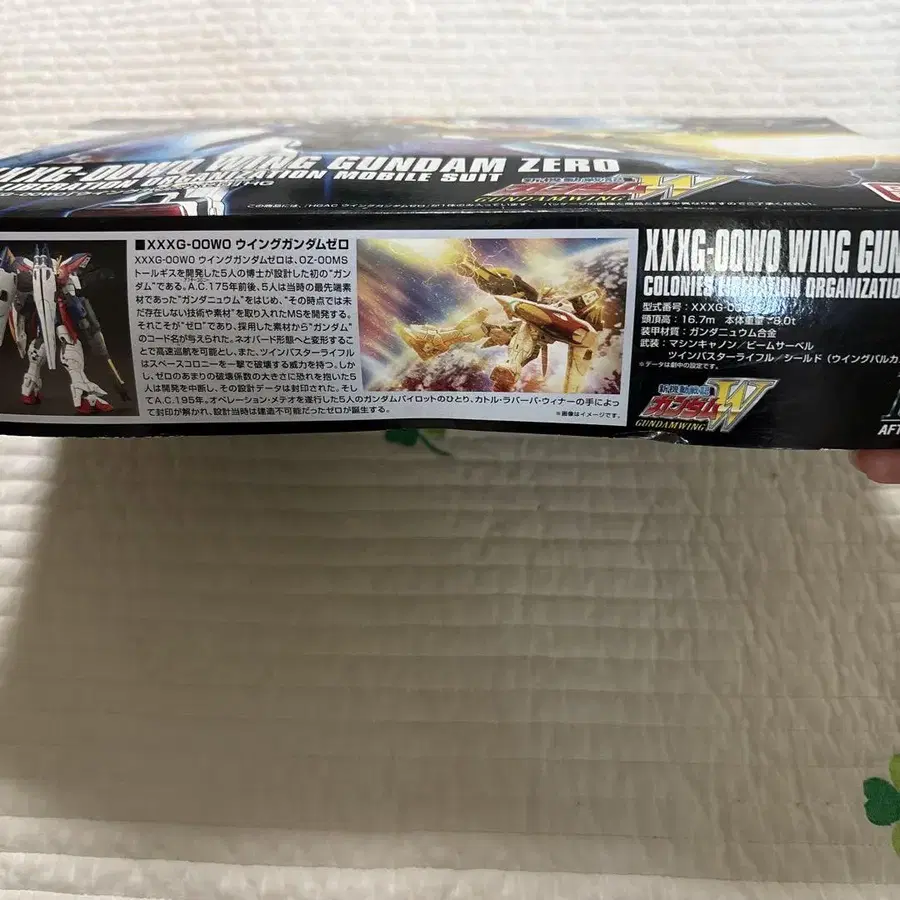 XXXG-00W0 WING GUNDAM ZERO
LIBERATION ORGANIZATION MOBILE SUIT
新機動戦記
ガンダムW
GUNDAMWING
■XXXG-00W0 ウイングガンダムゼロ
XXXG-00W0 ウイングガンダムゼロは、OZ-00MS
トールギスを開発した5人の博士が設計した初の“ガン
ダム”である。A.C.175年前後、5人は当時の最先端素
材であった“ガンダニュウム”をはじめ、“その時点では未
だ存在しない技術や素材”を取り入れたMSを開発する。
それこそが“ゼロ”であり、採用した素材から“ガンダム”
のコード名が与えられた。ネオバード形態へと変形するこ
とで高速巡航を可能とし、また、ツインバスターライフル
はスペースコロニーを一撃で破壊する威力を持つ。しか
し、ゼロのあまりの破壊係数の大きさに恐れを抱いた5
人は開発を中断し、その設計データは封印された。そし
てA.C.195年。オペレーション・メテオを遂行した5人のガンダムパイロットのひとり、カトル・ラバーバ・ウィナーの手によっ
て封印が解かれ、設計当時は建造不可能だったゼロが誕生する。
※画像はイメージです。
XXXG-00W0 WING GUN
COLONIES LIBERATION ORGANIZATIO
型式番号：XXXG-0
頭頂高：16.7m 本体重量：8.0t
装甲材質：ガンダニュウム合金
武装：マシンキャノン／ビームサーベル
ツインバスターライフル／シールド（ウイングバルカ
※データは劇中の設定です。
新機動戦記
ガンダムW
GUNDAMWING
AFT